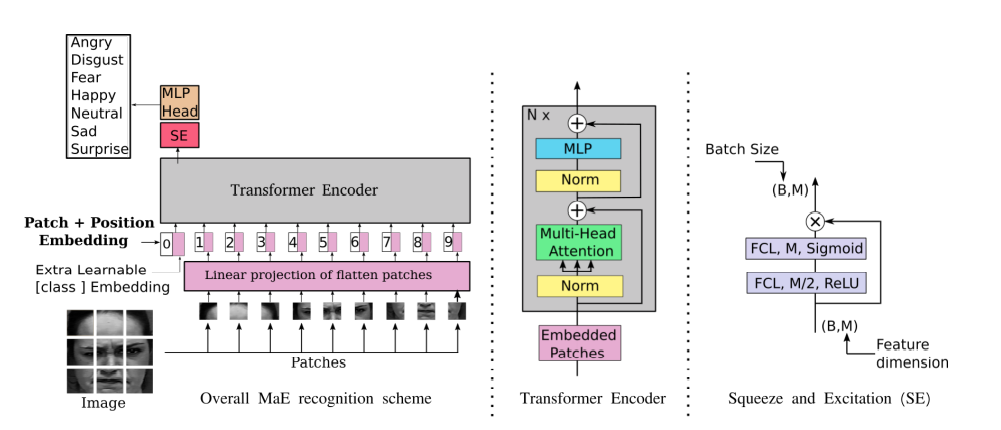 Angry
Disgust
Fear
Happy
Neutral
Sad
Surprise
MLP
Head
SE
Transformer Encoder
Patch + Position
Embedding
0
1
2
3
4
5
6
7
8
9
Extra Learnable
[class ] Embedding
Linear projection of flatten patches
Patches
Image
Overall MaE recognition scheme
N x
+
MLP
Norm
+
Multi-Head
Attention
Norm
Embedded
Patches
Transformer Encoder
Batch Size
(B,M)
×
FCL, M, Sigmoid
FCL, M/2, ReLU
(B,M)
Feature
dimension
Squeeze and Excitation (SE)